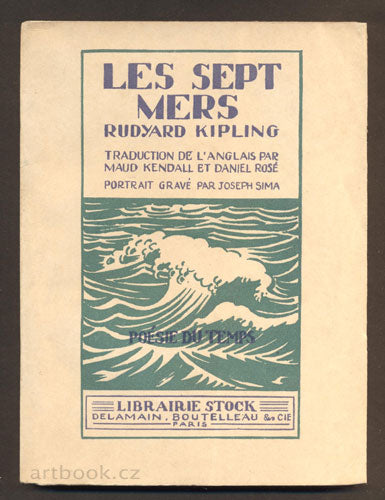 LES SEPT
MERS
RUDYARD KIPLING
TRADUCTION DE L'ANGLAIS PAR
MAUD KENDALL ET DANIEL ROSÉ
PORTRAIT GRAVÉ PAR JOSEPH SIMA
POÉSIE DU TEMPS
LIBRAIRIE STOCK
DELAMAIN, BOUTELLEAU & CIE
PARIS
artbook.cz